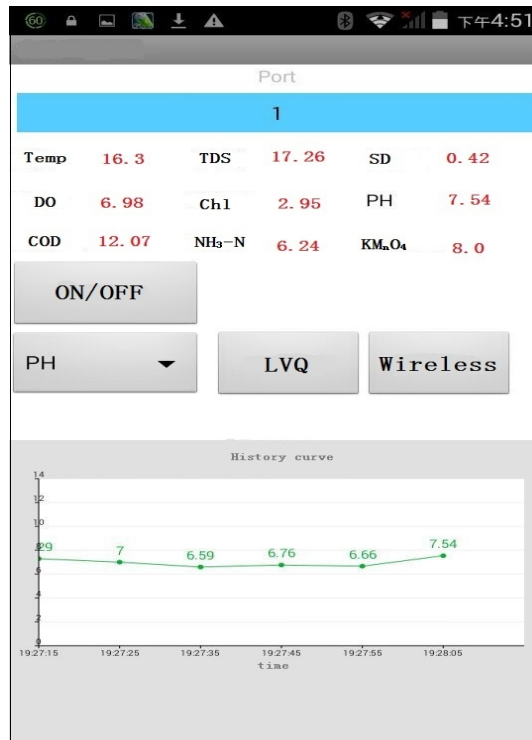 60 下午4:51
Port
1
Temp 16.3 TDS 17.26 SD 0.42
DO 6.98 Chl 2.95 PH 7.54
COD 12.07 NH₃-N 6.24 KMₙO₄ 8.0
ON/OFF
PH LVQ Wireless
History curve
14
12
10
29 7 6.59 6.76 6.66 7.54
6
4
2
0
19:27:15 19:27:25 19:27:35 19:27:45 19:27:55 19:28:05
time